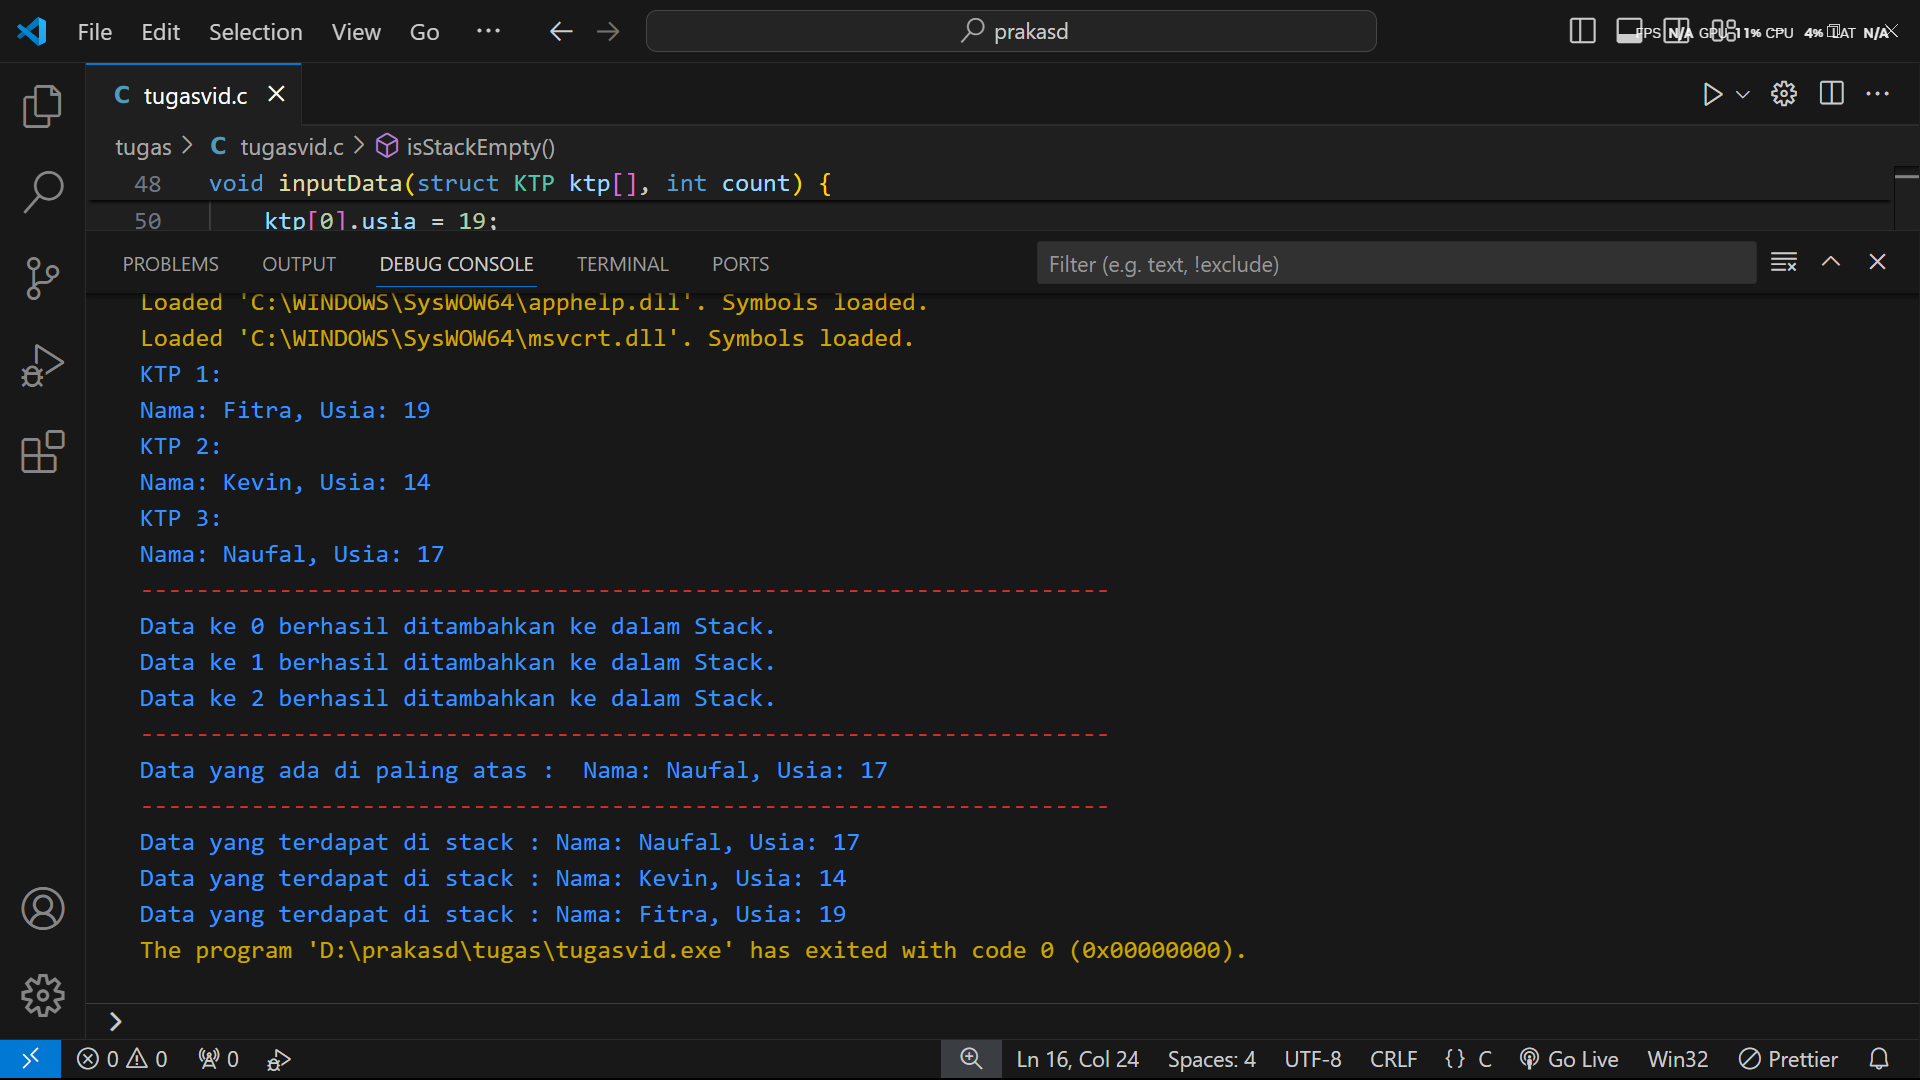 File Edit Selection View Go ··· prakasd FPS N/A GPU 11% CPU 4% LAT N/A
C tugasvid.c
tugas > C tugasvid.c > isStackEmpty()
48 void inputData(struct KTP ktp[], int count) {
50 ktp[0].usia = 19;
PROBLEMS OUTPUT DEBUG CONSOLE TERMINAL PORTS Filter (e.g. text, !exclude)
Loaded 'C:\WINDOWS\SysWOW64\apphelp.dll'. Symbols loaded.
Loaded 'C:\WINDOWS\SysWOW64\msvcrt.dll'. Symbols loaded.
KTP 1:
Nama: Fitra, Usia: 19
KTP 2:
Nama: Kevin, Usia: 14
KTP 3:
Nama: Naufal, Usia: 17
----------------------------------------------------------------------
Data ke 0 berhasil ditambahkan ke dalam Stack.
Data ke 1 berhasil ditambahkan ke dalam Stack.
Data ke 2 berhasil ditambahkan ke dalam Stack.
----------------------------------------------------------------------
Data yang ada di paling atas :  Nama: Naufal, Usia: 17
----------------------------------------------------------------------
Data yang terdapat di stack : Nama: Naufal, Usia: 17
Data yang terdapat di stack : Nama: Kevin, Usia: 14
Data yang terdapat di stack : Nama: Fitra, Usia: 19
The program 'D:\prakasd\tugas\tugasvid.exe' has exited with code 0 (0x00000000).
>
0 0 0 Ln 16, Col 24 Spaces: 4 UTF-8 CRLF {} C Go Live Win32 Prettier